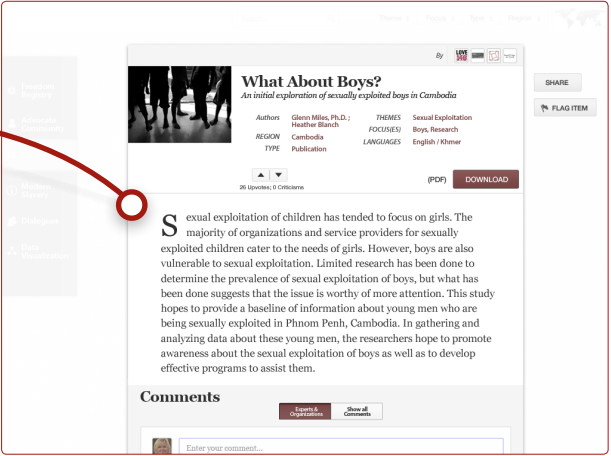 By LOVE 146
SHARE
What About Boys?
An initial exploration of sexually exploited boys in Cambodia
FLAG ITEM
Authors Glenn Miles, Ph.D. ; Heather Blanch
REGION Cambodia
TYPE Publication
THEMES Sexual Exploitation
FOCUS(ES) Boys, Research
LANGUAGES English / Khmer
26 Upvotes; 0 Criticisms
(PDF) DOWNLOAD
Sexual exploitation of children has tended to focus on girls. The
majority of organizations and service providers for sexually
exploited children cater to the needs of girls. However, boys are also
vulnerable to sexual exploitation. Limited research has been done to
determine the prevalence of sexual exploitation of boys, but what has
been done suggests that the issue is worthy of more attention. This study
hopes to provide a baseline of information about young men who are
being sexually exploited in Phnom Penh, Cambodia. In gathering and
analyzing data about these young men, the researchers hope to promote
awareness about the sexual exploitation of boys as well as to develop
effective programs to assist them.
Comments
Experts & Organizations
Show all Comments
Enter your comment...